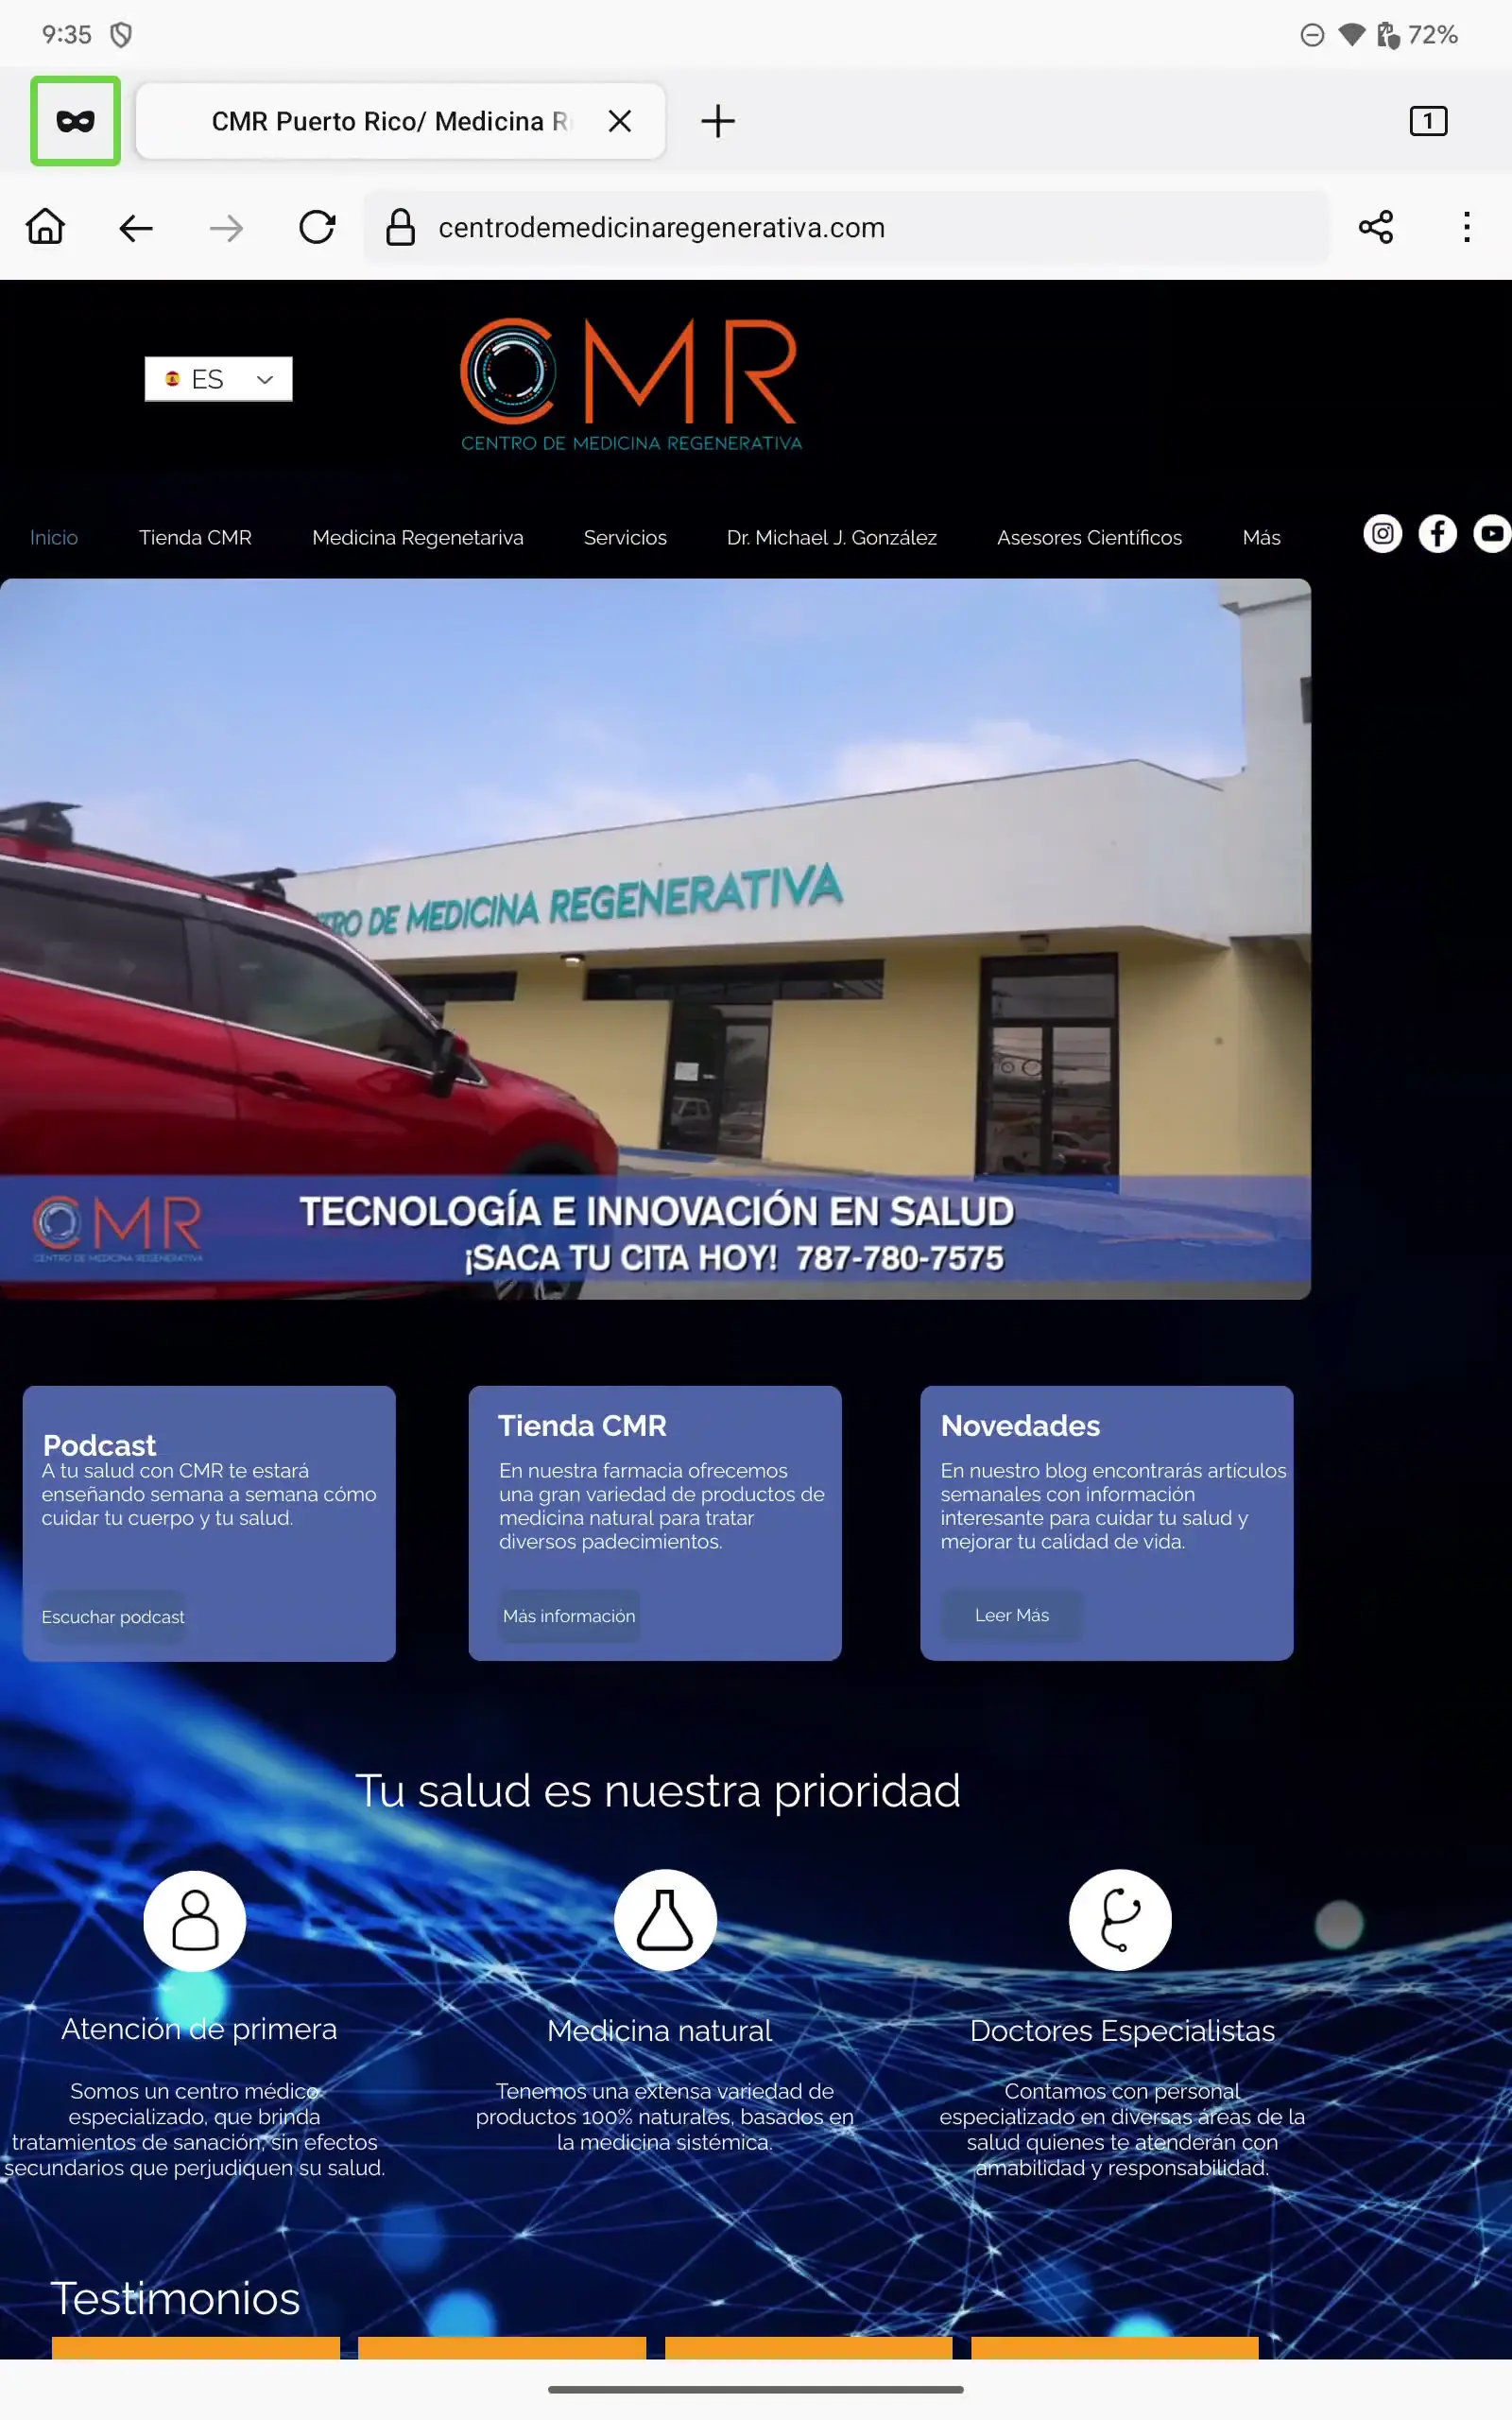 9:35
72%
CMR Puerto Rico/ Medicina R
1
centrodemedicinaregenerativa.com
ES
CMR
CENTRO DE MEDICINA REGENERATIVA
Inicio
Tienda CMR
Medicina Regenetariva
Servicios
Dr. Michael J. González
Asesores Científicos
Más
TRO DE MEDICINA REGENERATIVA
CMR
CENTRO DE MEDICINA REGENERATIVA
TECNOLOGÍA E INNOVACIÓN EN SALUD
¡SACA TU CITA HOY! 787-780-7575
Podcast
A tu salud con CMR te estará
enseñando semana a semana cómo
cuidar tu cuerpo y tu salud.
Escuchar podcast
Tienda CMR
En nuestra farmacia ofrecemos
una gran variedad de productos de
medicina natural para tratar
diversos padecimientos.
Más información
Novedades
En nuestro blog encontrarás artículos
semanales con información
interesante para cuidar tu salud y
mejorar tu calidad de vida.
Leer Más
Tu salud es nuestra prioridad
Atención de primera
Somos un centro médico
especializado, que brinda
tratamientos de sanación, sin efectos
secundarios que perjudiquen su salud.
Medicina natural
Tenemos una extensa variedad de
productos 100% naturales, basados en
la medicina sistémica.
Doctores Especialistas
Contamos con personal
especializado en diversas áreas de la
salud quienes te atenderán con
amabilidad y responsabilidad.
Testimonios